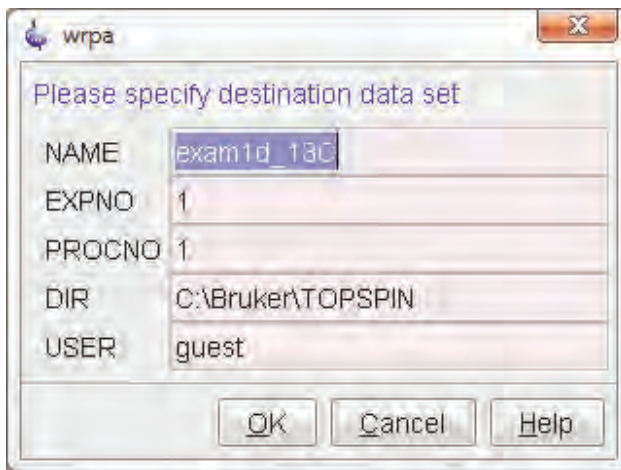 wrpa
Please specify destination data set
NAME exam1d_13C
EXPNO 1
PROCNO 1
DIR C:\Bruker\TOPSPIN
USER guest
OK Cancel Help